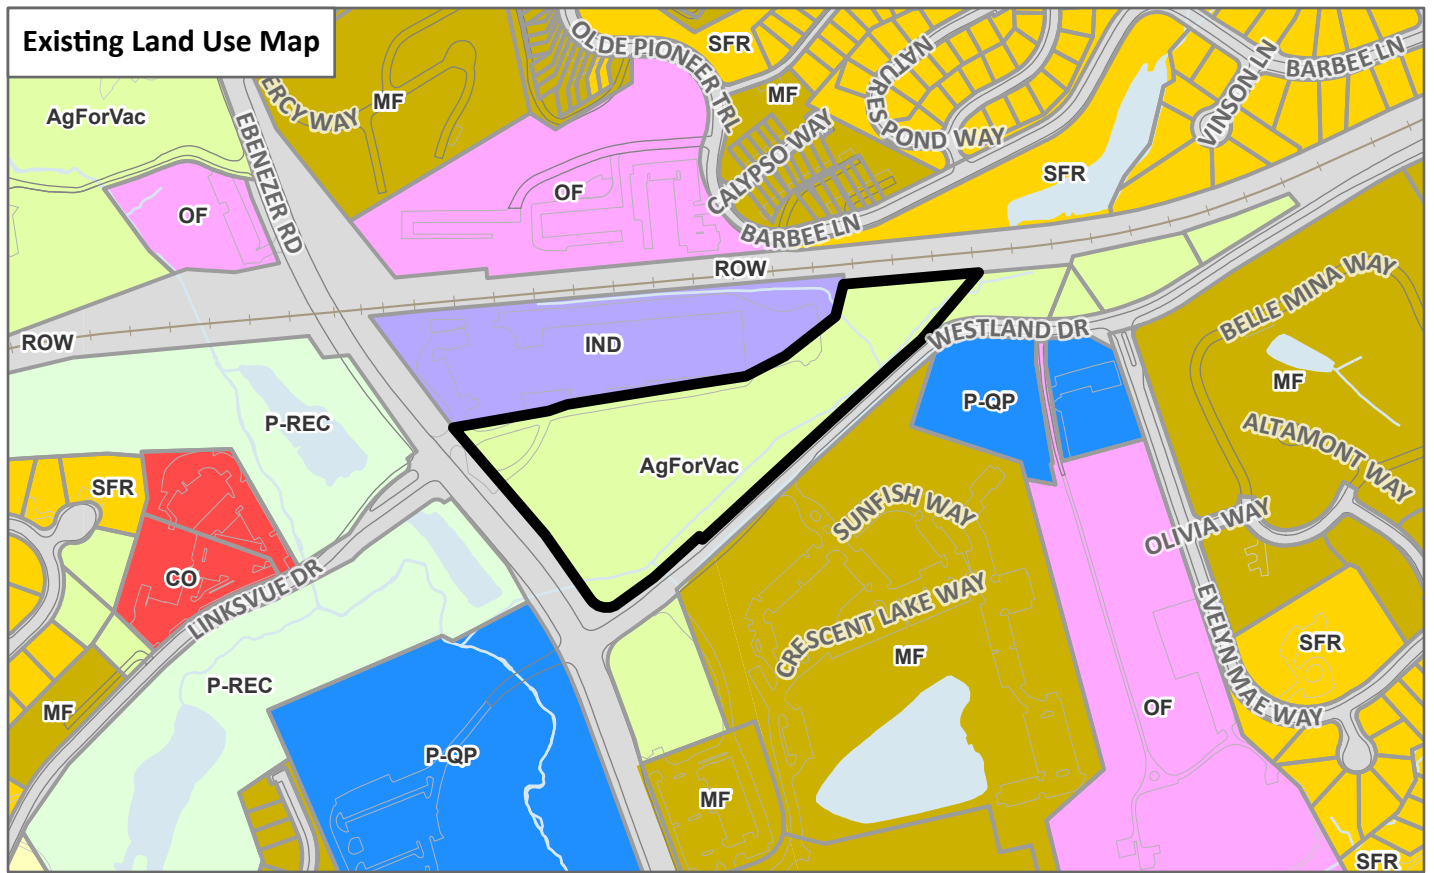 Existing Land Use Map
SFR
OLDE PIONEER TRL
NATURES POND WAY
VINSON LN
BARBEE LN
MF
MF
ERCY WAY
AgForVac
EBENEZER RD
CALYPSO WAY
SFR
OF
OF
BARBEE LN
ROW
BELLE MINA WAY
WESTLAND DR
ROW
IND
MF
P-QP
P-REC
ALTAMONT WAY
AgForVac
SFR
SUNFISH WAY
OLIVIA WAY
CO
LINKSVUE DR
CRESCENT LAKE WAY
EVELYN MAE WAY
SFR
MF
P-REC
MF
OF
P-QP
MF
SFR